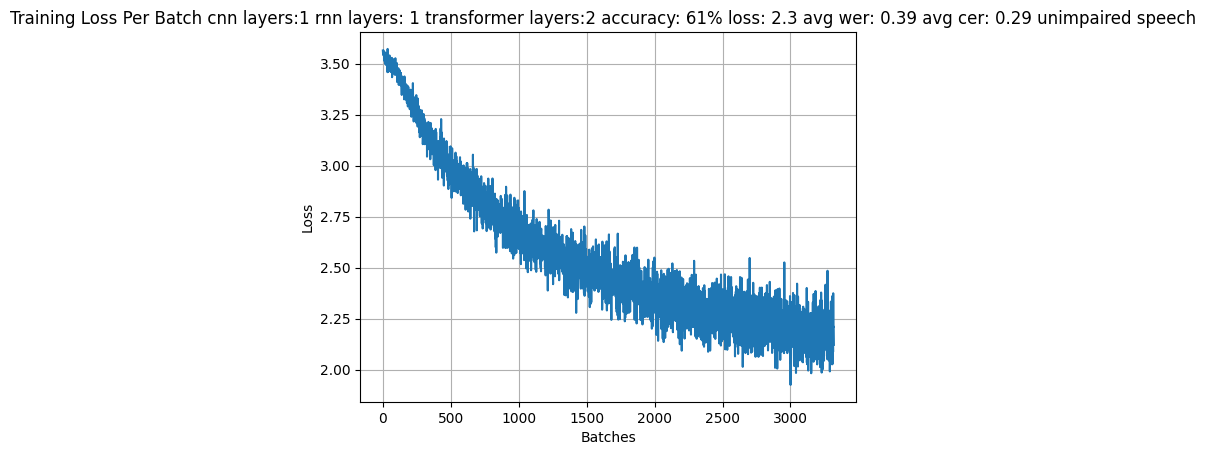 Training Loss Per Batch cnn layers:1 rnn layers: 1 transformer layers:2 accuracy: 61% loss: 2.3 avg wer: 0.39 avg cer: 0.29 unimpaired speech
3.50
3.25
3.00
2.75
2.50
2.25
2.00
Loss
0 500 1000 1500 2000 2500 3000
Batches